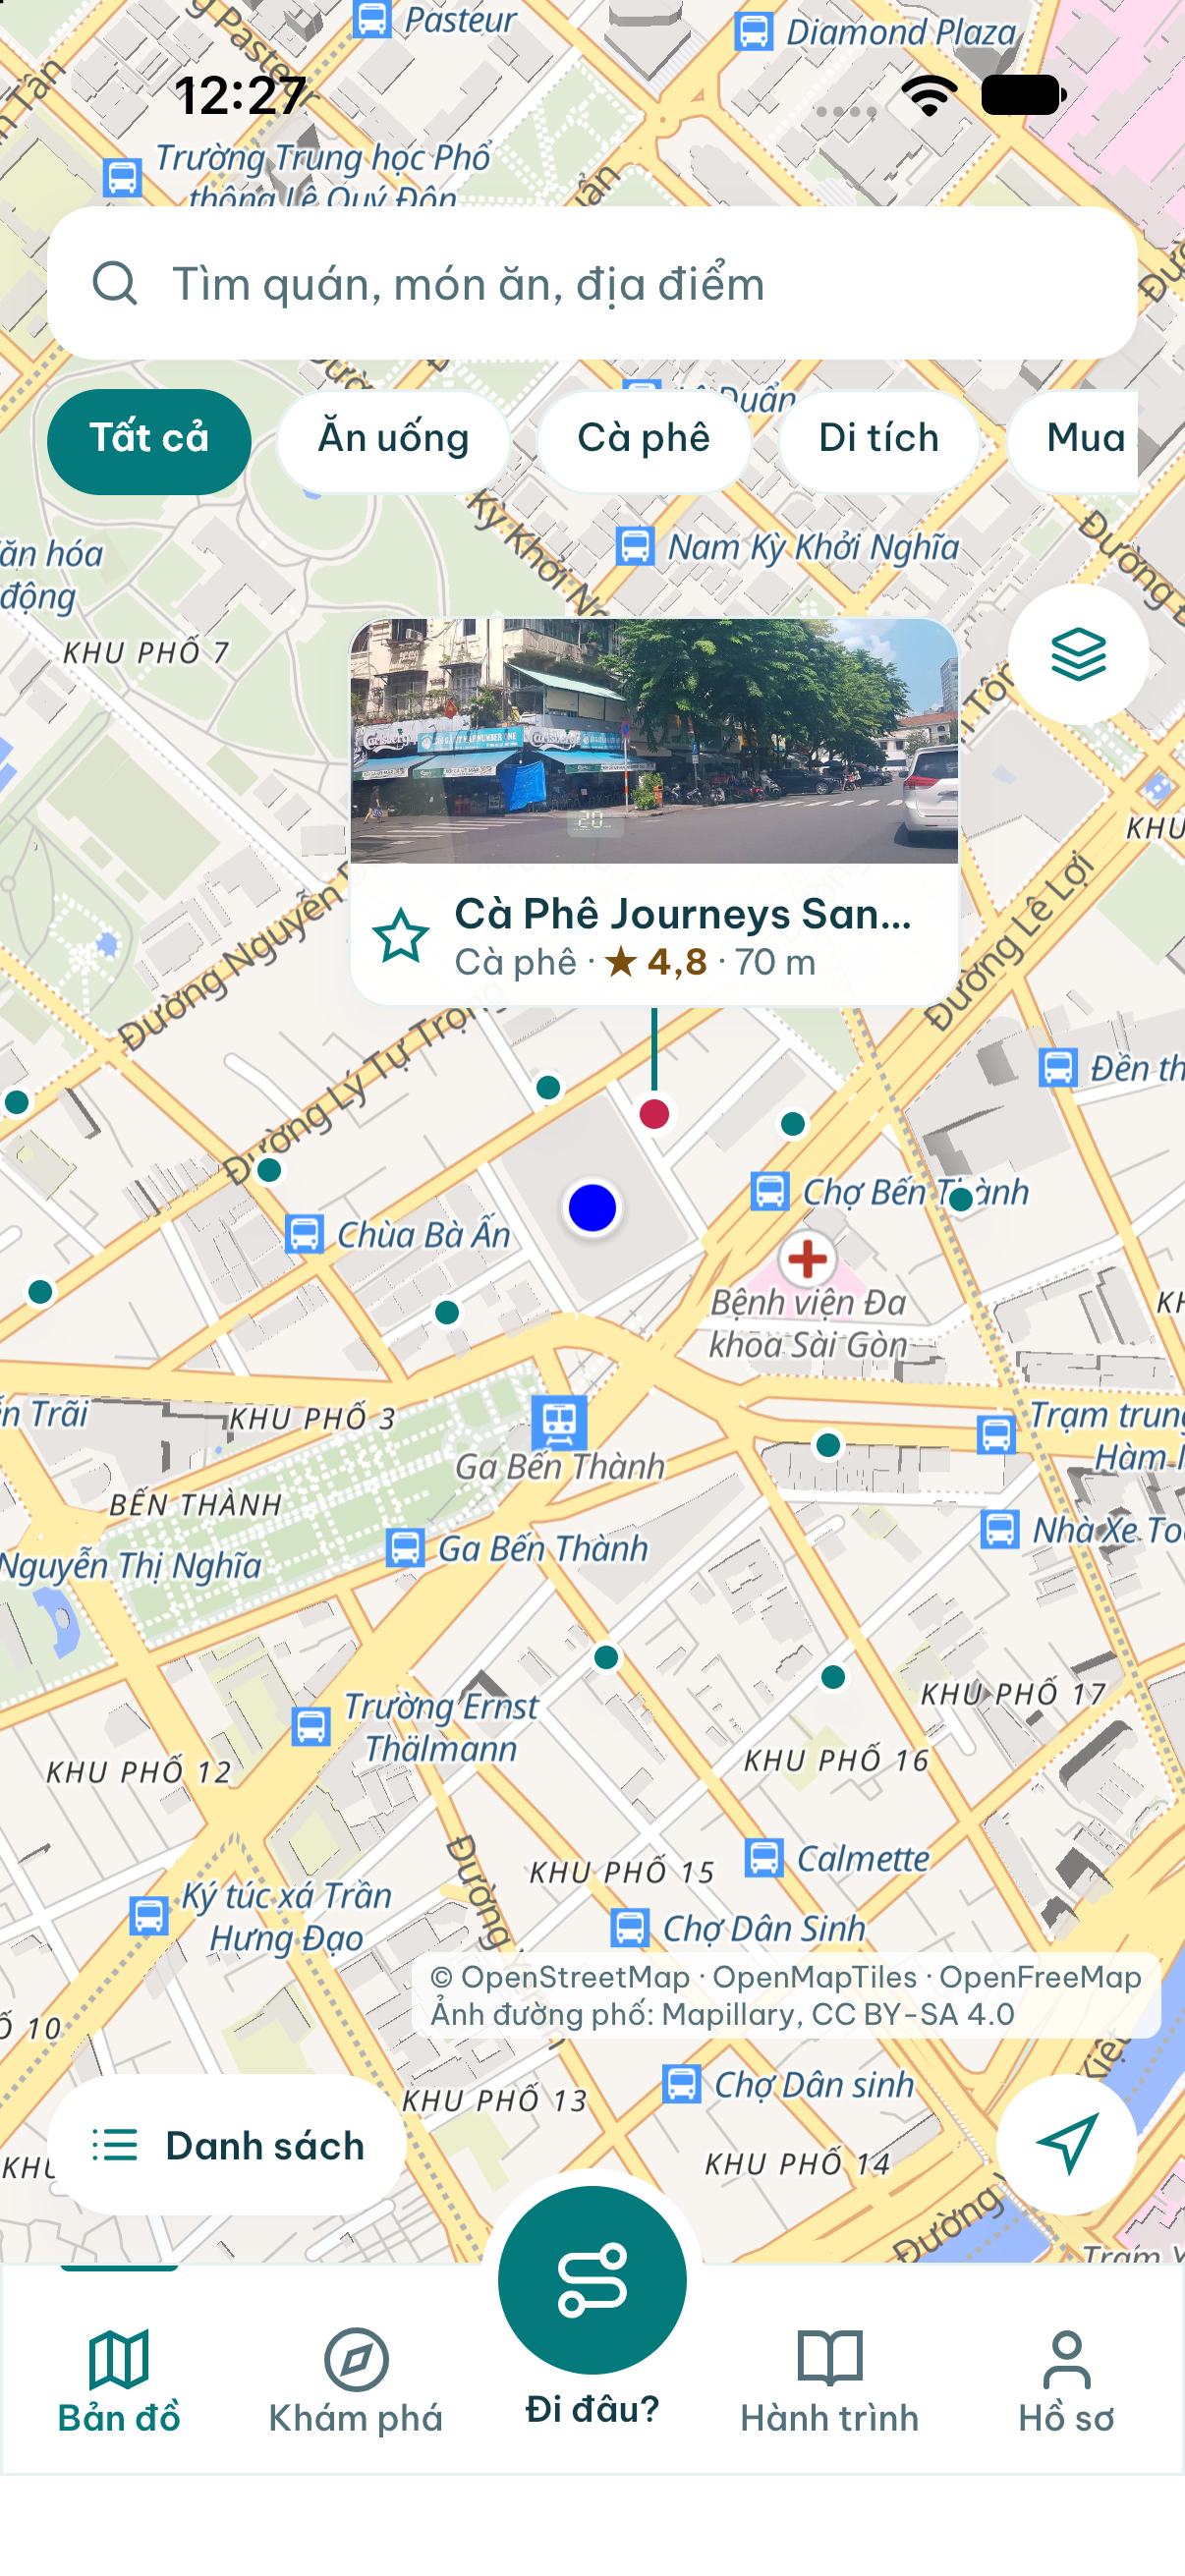 Pasteur
Diamond Plaza
12:27
Trường Trung học Phổ
thông Lê Quý Đôn
Tìm quán, món ăn, địa điểm
Tất cả
Ăn uống
Cà phê
Di tích
Mua
Nam Kỳ Khởi Nghĩa
KHU PHỐ 7
Carlsberg
Carlsberg
Cà Phê Journeys San...
Cà phê · ★ 4,8 · 70 m
Đường Lê Lợi
Đường Lý Tự Trọng
Chợ Bến Thành
Chùa Bà Ấn
Bệnh viện Đa
khoa Sài Gòn
KHU PHỐ 3
Ga Bến Thành
BẾN THÀNH
Ga Bến Thành
Nguyễn Thị Nghĩa
Trường Ernst
Thälmann
KHU PHỐ 17
KHU PHỐ 12
KHU PHỐ 16
Calmette
KHU PHỐ 15
Ký túc xá Trần
Hưng Đạo
Chợ Dân Sinh
© OpenStreetMap · OpenMapTiles · OpenFreeMap
Ảnh đường phố: Mapillary, CC BY-SA 4.0
Chợ Dân sinh
KHU PHỐ 13
KHU PHỐ 14
Danh sách
Bản đồ
Khám phá
Đi đâu?
Hành trình
Hồ sơ